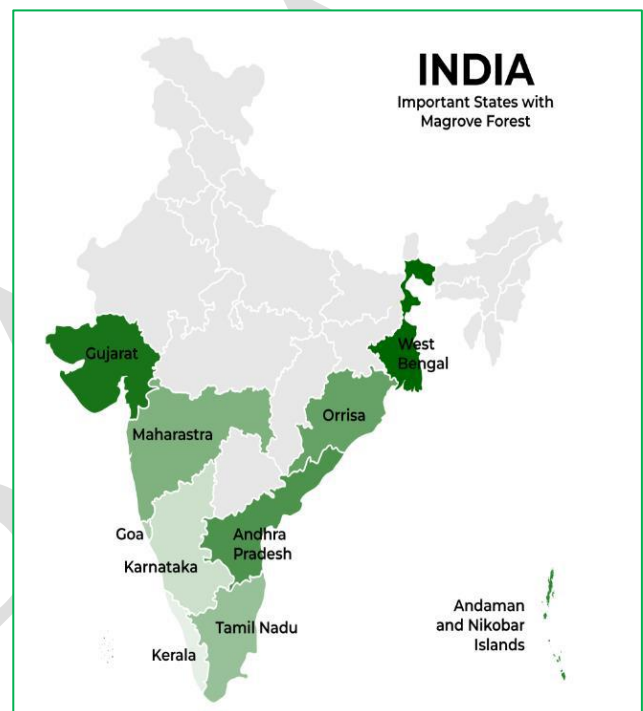 INDIA
Important States with
Magrove Forest
Gujarat
West
Bengal
Orrisa
Maharastra
Goa
Andhra
Pradesh
Karnataka
Andaman
and Nikobar
Islands
Tamil Nadu
Kerala